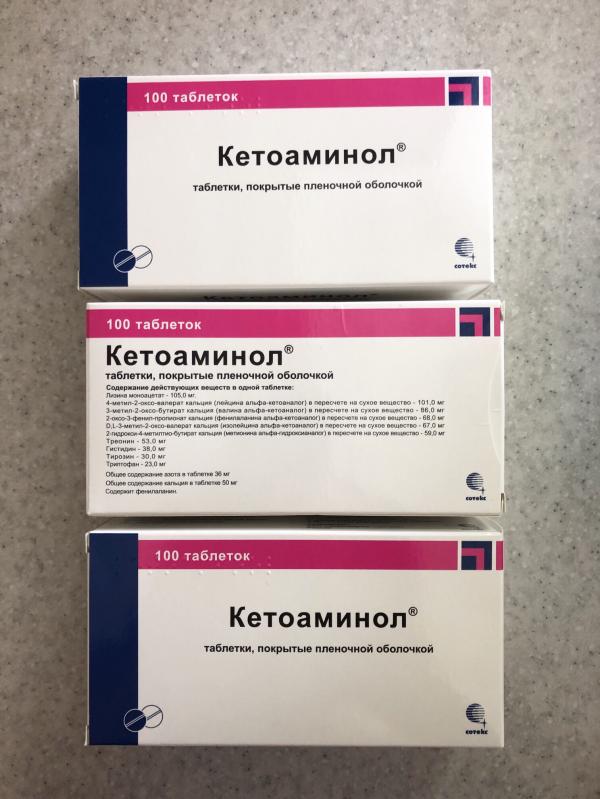 100 таблеток
Кетоаминол®
таблетки, покрытые пленочной оболочкой
сотекс
100 таблеток
Кетоаминол®
таблетки, покрытые пленочной оболочкой
Содержание действующих веществ в одной таблетке:
Лизина моноацетат - 105,0 мг.
4-метил-2-оксо-валерат кальция (лейцина альфа-кетоаналог) в пересчете на сухое вещество - 101,0 мг
3-метил-2-оксо-бутират кальция (валина альфа-кетоаналог) в пересчете на сухое вещество - 86,0 мг
2-оксо-3-фенил-пропионат кальция (фенилаланина альфа-кетоаналог) в пересчете на сухое вещество - 68,0 мг
D,L-3-метил-2-оксо-валерат кальция (изолейцина альфа-кетоаналог) в пересчете на сухое вещество - 67,0 мг
2-гидрокси-4-метилтио-бутират кальция (метионина альфа-гидроксианалог) в пересчете на сухое вещество - 59,0 мг
Треонин - 53,0 мг
Гистидин - 38,0 мг
Тирозин - 30,0 мг
Триптофан - 23,0 мг
Общее содержание азота в таблетке 36 мг
Общее содержание кальция в таблетке 50 мг
Содержит фенилаланин.
сотекс
100 таблеток
Кетоаминол®
таблетки, покрытые пленочной оболочкой
сотекс